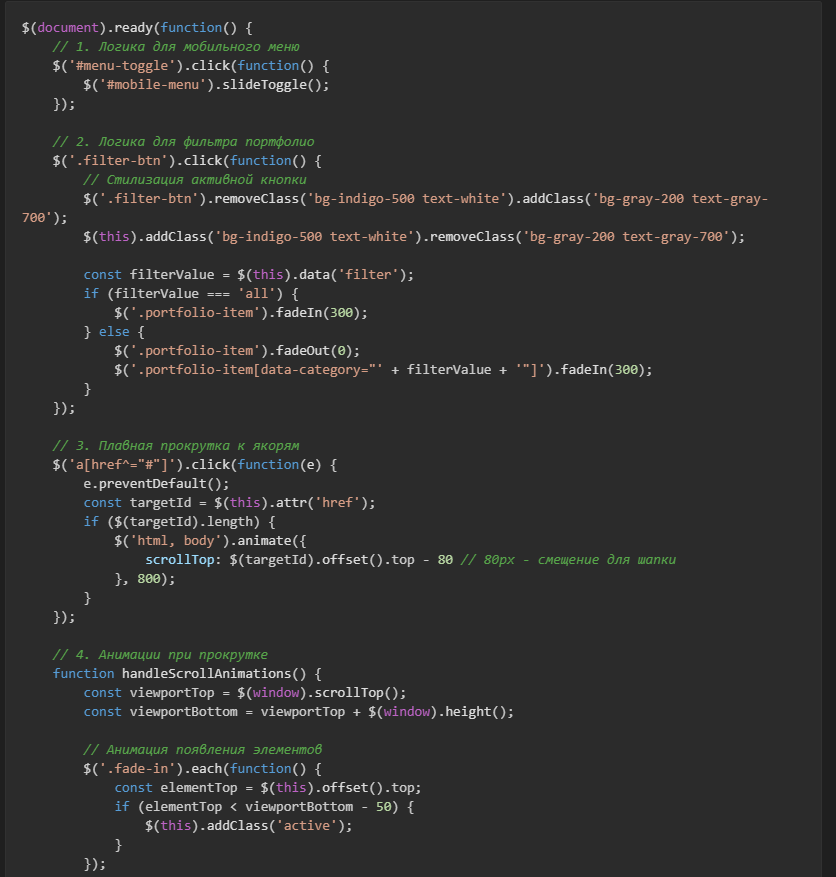 $(document).ready(function() {
    // 1. Логика для мобильного меню
    $('#menu-toggle').click(function() {
        $('#mobile-menu').slideToggle();
    });

    // 2. Логика для фильтра портфолио
    $('.filter-btn').click(function() {
        // Стилизация активной кнопки
        $('.filter-btn').removeClass('bg-indigo-500 text-white').addClass('bg-gray-200 text-gray-
700');
        $(this).addClass('bg-indigo-500 text-white').removeClass('bg-gray-200 text-gray-700');

        const filterValue = $(this).data('filter');
        if (filterValue === 'all') {
            $('.portfolio-item').fadeIn(300);
        } else {
            $('.portfolio-item').fadeOut(0);
            $('.portfolio-item[data-category="' + filterValue + '"]').fadeIn(300);
        }
    });

    // 3. Плавная прокрутка к якорям
    $('a[href^="#"]').click(function(e) {
        e.preventDefault();
        const targetId = $(this).attr('href');
        if ($(targetId).length) {
            $('html, body').animate({
                scrollTop: $(targetId).offset().top - 80 // 80px - смещение для шапки
            }, 800);
        }
    });

    // 4. Анимации при прокрутке
    function handleScrollAnimations() {
        const viewportTop = $(window).scrollTop();
        const viewportBottom = viewportTop + $(window).height();

        // Анимация появления элементов
        $('.fade-in').each(function() {
            const elementTop = $(this).offset().top;
            if (elementTop < viewportBottom - 50) {
                $(this).addClass('active');
            }
        });